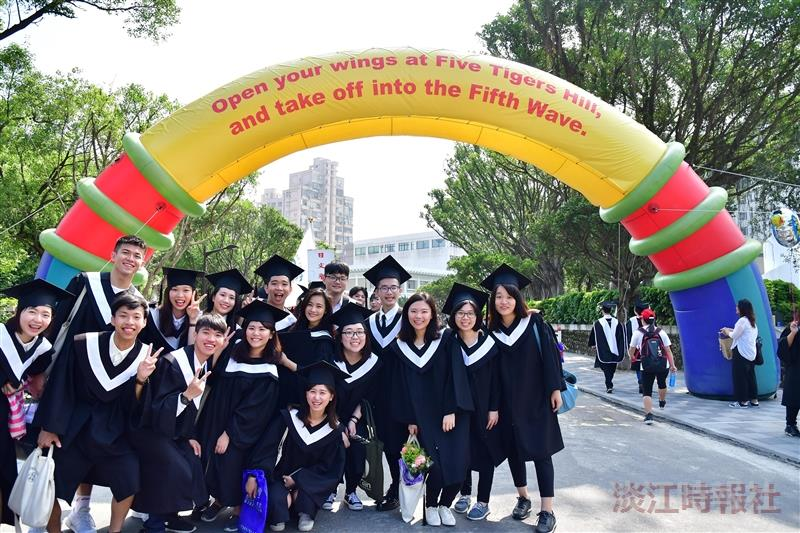 Open your wings at Five Tigers Hill,
and take off into the Fifth Wave.
淡江時報社